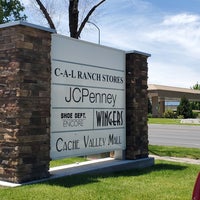 C-A-L RANCH STORES
JCPenney
SHOE DEPT. ENCORE
WINGERS
CACHE VALLEY MALL